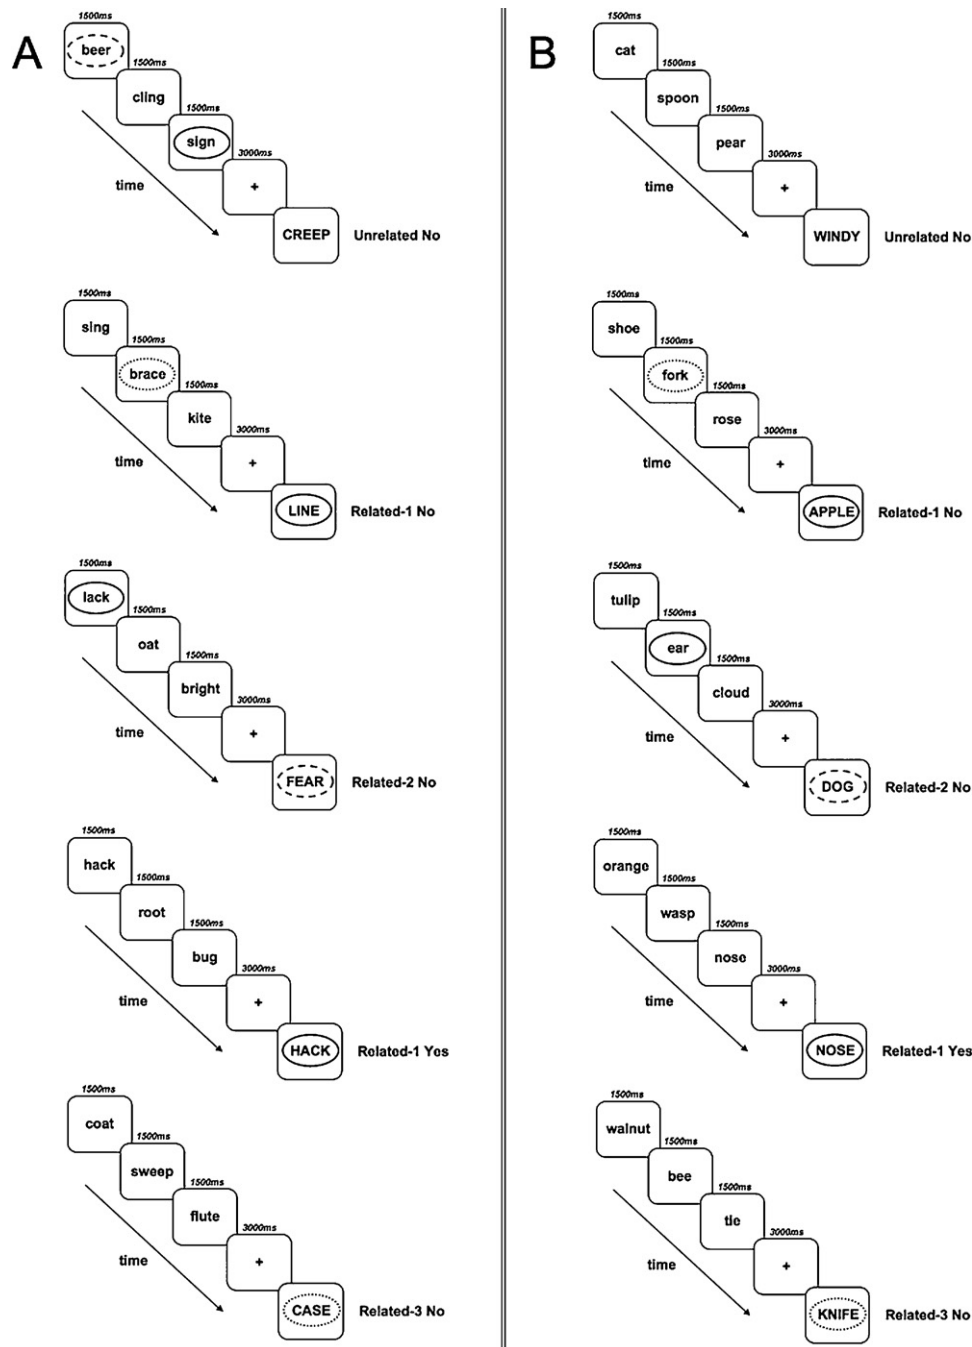 A
1500ms
beer
1500ms
cling
1500ms
sign
3000ms
+
CREEP
time
Unrelated No
1500ms
sing
1500ms
brace
1500ms
kite
3000ms
+
LINE
time
Related-1 No
1500ms
lack
1500ms
oat
1500ms
bright
3000ms
+
FEAR
time
Related-2 No
1500ms
hack
1500ms
root
1500ms
bug
3000ms
+
HACK
time
Related-1 Yes
1500ms
coat
1500ms
sweep
1500ms
flute
3000ms
+
CASE
time
Related-3 No
B
1500ms
cat
1500ms
spoon
1500ms
pear
3000ms
+
WINDY
time
Unrelated No
1500ms
shoe
1500ms
fork
1500ms
rose
3000ms
+
APPLE
time
Related-1 No
1500ms
tulip
1500ms
ear
1500ms
cloud
3000ms
+
DOG
time
Related-2 No
1500ms
orange
1500ms
wasp
1500ms
nose
3000ms
+
NOSE
time
Related-1 Yes
1500ms
walnut
1500ms
bee
1500ms
tie
3000ms
+
KNIFE
time
Related-3 No